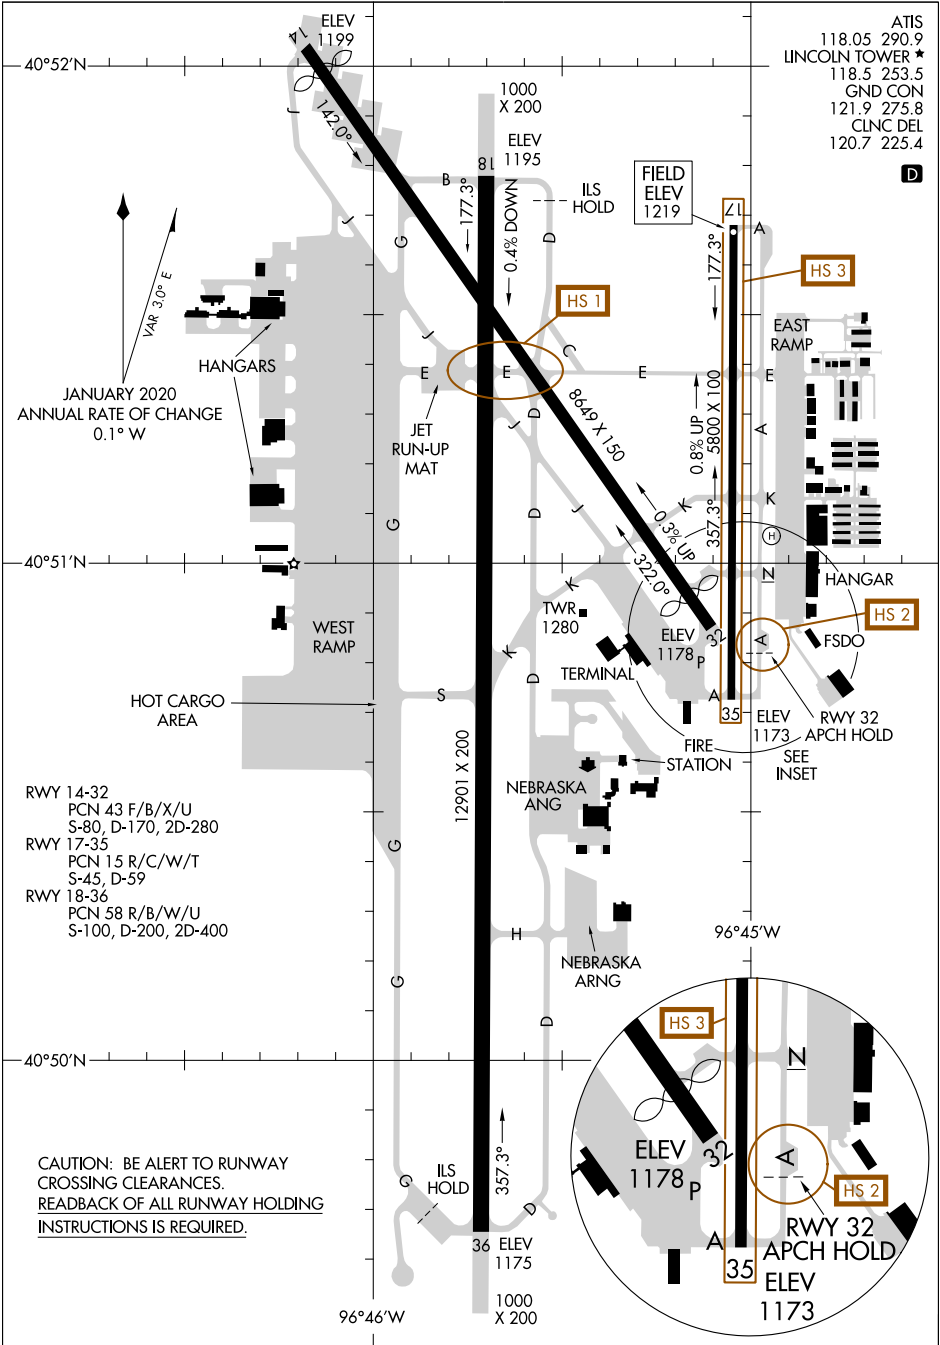 ELEV
1199
ATIS
118.05 290.9
LINCOLN TOWER ★
118.5 253.5
GND CON
121.9 275.8
CLNC DEL
120.7 225.4
D
40°52'N
14
142.0°
J
1000
X 200
ELEV
1195
18
B
177.3°
0.4% DOWN
ILS
HOLD
FIELD
ELEV
1219
17
A
177.3°
HS 3
J
G
D
VAR 3.0° E
HS 1
EAST
RAMP
HANGARS
J
C
E
E
E
E
JANUARY 2020
ANNUAL RATE OF CHANGE
0.1° W
JET
RUN-UP
MAT
D
J
8649 X 150
0.8% UP
5800 X 100
A
G
D
J
K
0.3% UP
357.3°
K
H
40°51'N
322.0°
N
HANGAR
K
TWR
1280
HS 2
WEST
RAMP
ELEV
1178
P
32
A
FSDO
K
TERMINAL
D
S
A
35
ELEV
1173
RWY 32
APCH HOLD
HOT CARGO
AREA
FIRE
STATION
SEE
INSET
12901 X 200
NEBRASKA
ANG
RWY 14-32
PCN 43 F/B/X/U
S-80, D-170, 2D-280
RWY 17-35
PCN 15 R/C/W/T
S-45, D-59
RWY 18-36
PCN 58 R/B/W/U
S-100, D-200, 2D-400
G
H
96°45'W
NEBRASKA
ARNG
G
D
40°50'N
HS 3
N
ELEV
1178
P
32
A
HS 2
RWY 32
APCH HOLD
A
35
ELEV
1173
CAUTION: BE ALERT TO RUNWAY
CROSSING CLEARANCES.
READBACK OF ALL RUNWAY HOLDING
INSTRUCTIONS IS REQUIRED.
G
ILS
HOLD
357.3°
D
36
ELEV
1175
96°46'W
1000
X 200